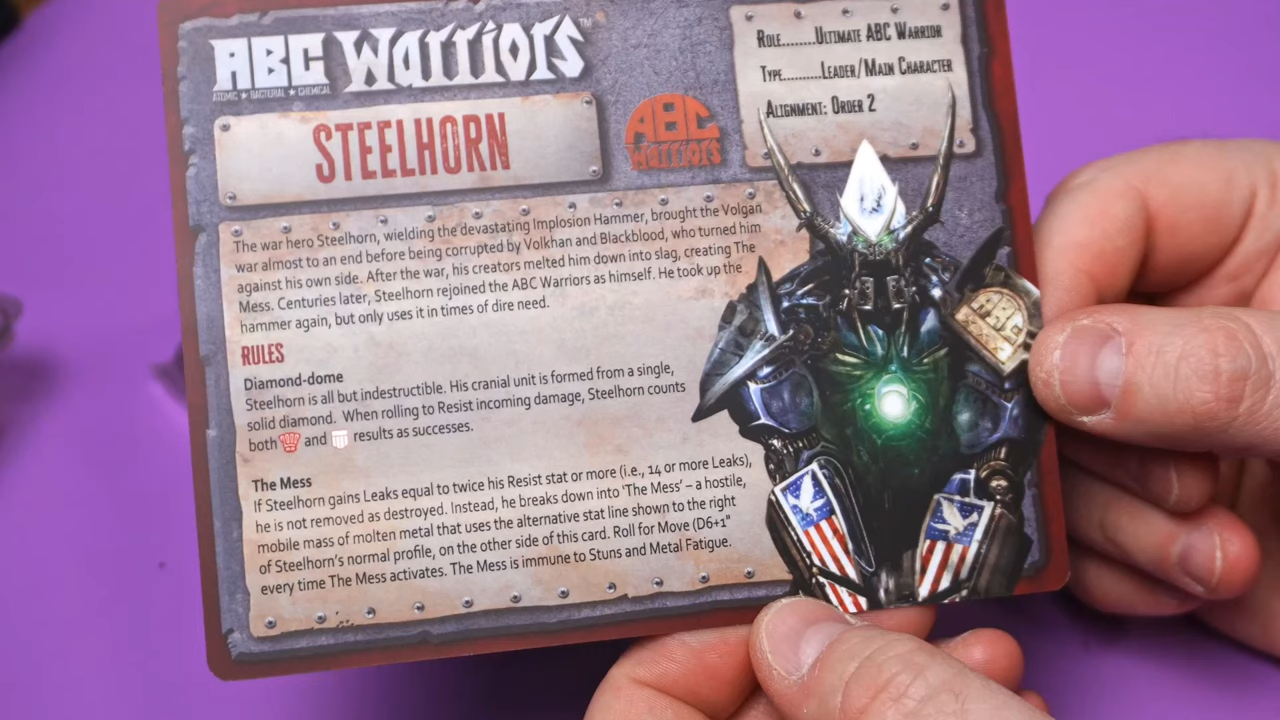 ABC WARRIORS™
ATOMIC ★ BACTERIAL ★ CHEMICAL
STEELHORN
ABC
WARRIORS
ROLE........ULTIMATE ABC WARRIOR
TYPE..........LEADER/MAIN CHARACTER
ALIGNMENT: ORDER 2
The war hero Steelhorn, wielding the devastating Implosion Hammer, brought the Volgan
war almost to an end before being corrupted by Volkhan and Blackblood, who turned him
against his own side. After the war, his creators melted him down into slag, creating The
Mess. Centuries later, Steelhorn rejoined the ABC Warriors as himself. He took up the
hammer again, but only uses it in times of dire need.
RULES
Diamond-dome
Steelhorn is all but indestructible. His cranial unit is formed from a single,
solid diamond. When rolling to Resist incoming damage, Steelhorn counts
both and results as successes.
The Mess
If Steelhorn gains Leaks equal to twice his Resist stat or more (i.e., 14 or more Leaks),
he is not removed as destroyed. Instead, he breaks down into 'The Mess' – a hostile,
mobile mass of molten metal that uses the alternative stat line shown to the right
of Steelhorn's normal profile, on the other side of this card. Roll for Move (D6+1"
every time The Mess activates. The Mess is immune to Stuns and Metal Fatigue.